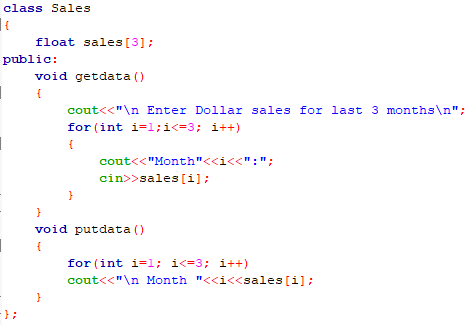 class Sales
{
    float sales[3];
public:
    void getdata()
    {
        cout<<"\n Enter Dollar sales for last 3 months\n";
        for(int i=1;i<=3; i++)
        {
            cout<<"Month"<<i<<":";
            cin>>sales[i];
        }
    }
    void putdata()
    {
        for(int i=1; i<=3; i++)
        cout<<"\n Month "<<i<<sales[i];
    }
};